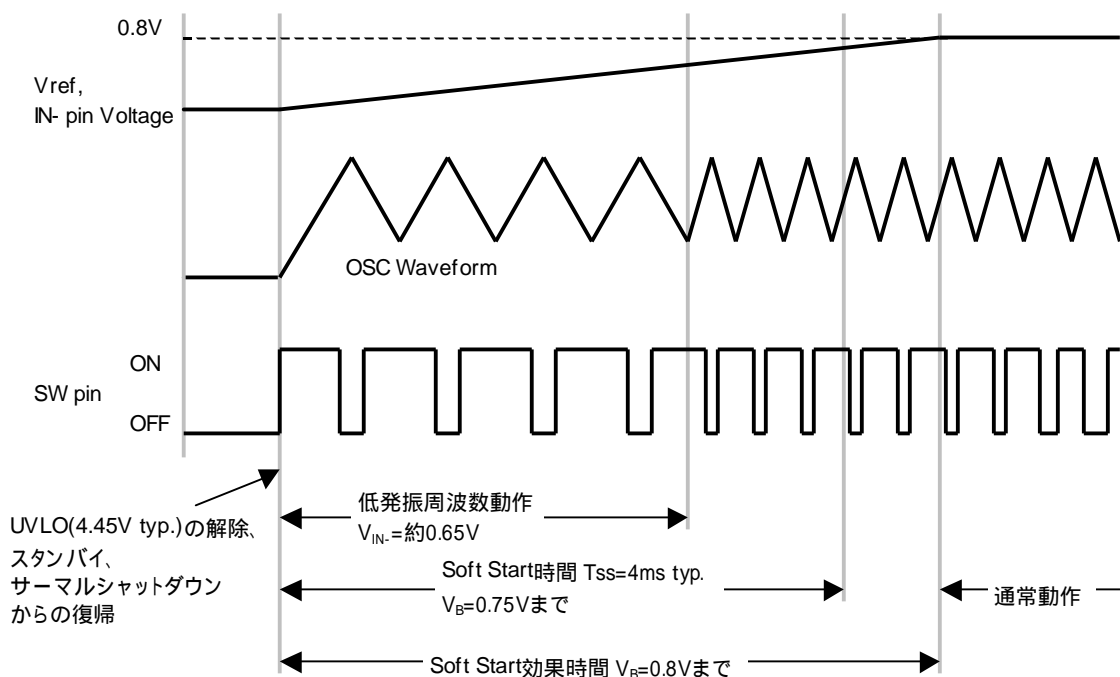 0.8V
Vref,
IN- pin Voltage
OSC Waveform
ON
SW pin
OFF
UVLO(4.45V typ.)の解除、
スタンバイ、
サーマルシャットダウン
からの復帰
低発振周波数動作
VIN-=約0.65V
Soft Start時間 Tss=4ms typ.
VB=0.75Vまで
通常動作
Soft Start効果時間 VB=0.8Vまで